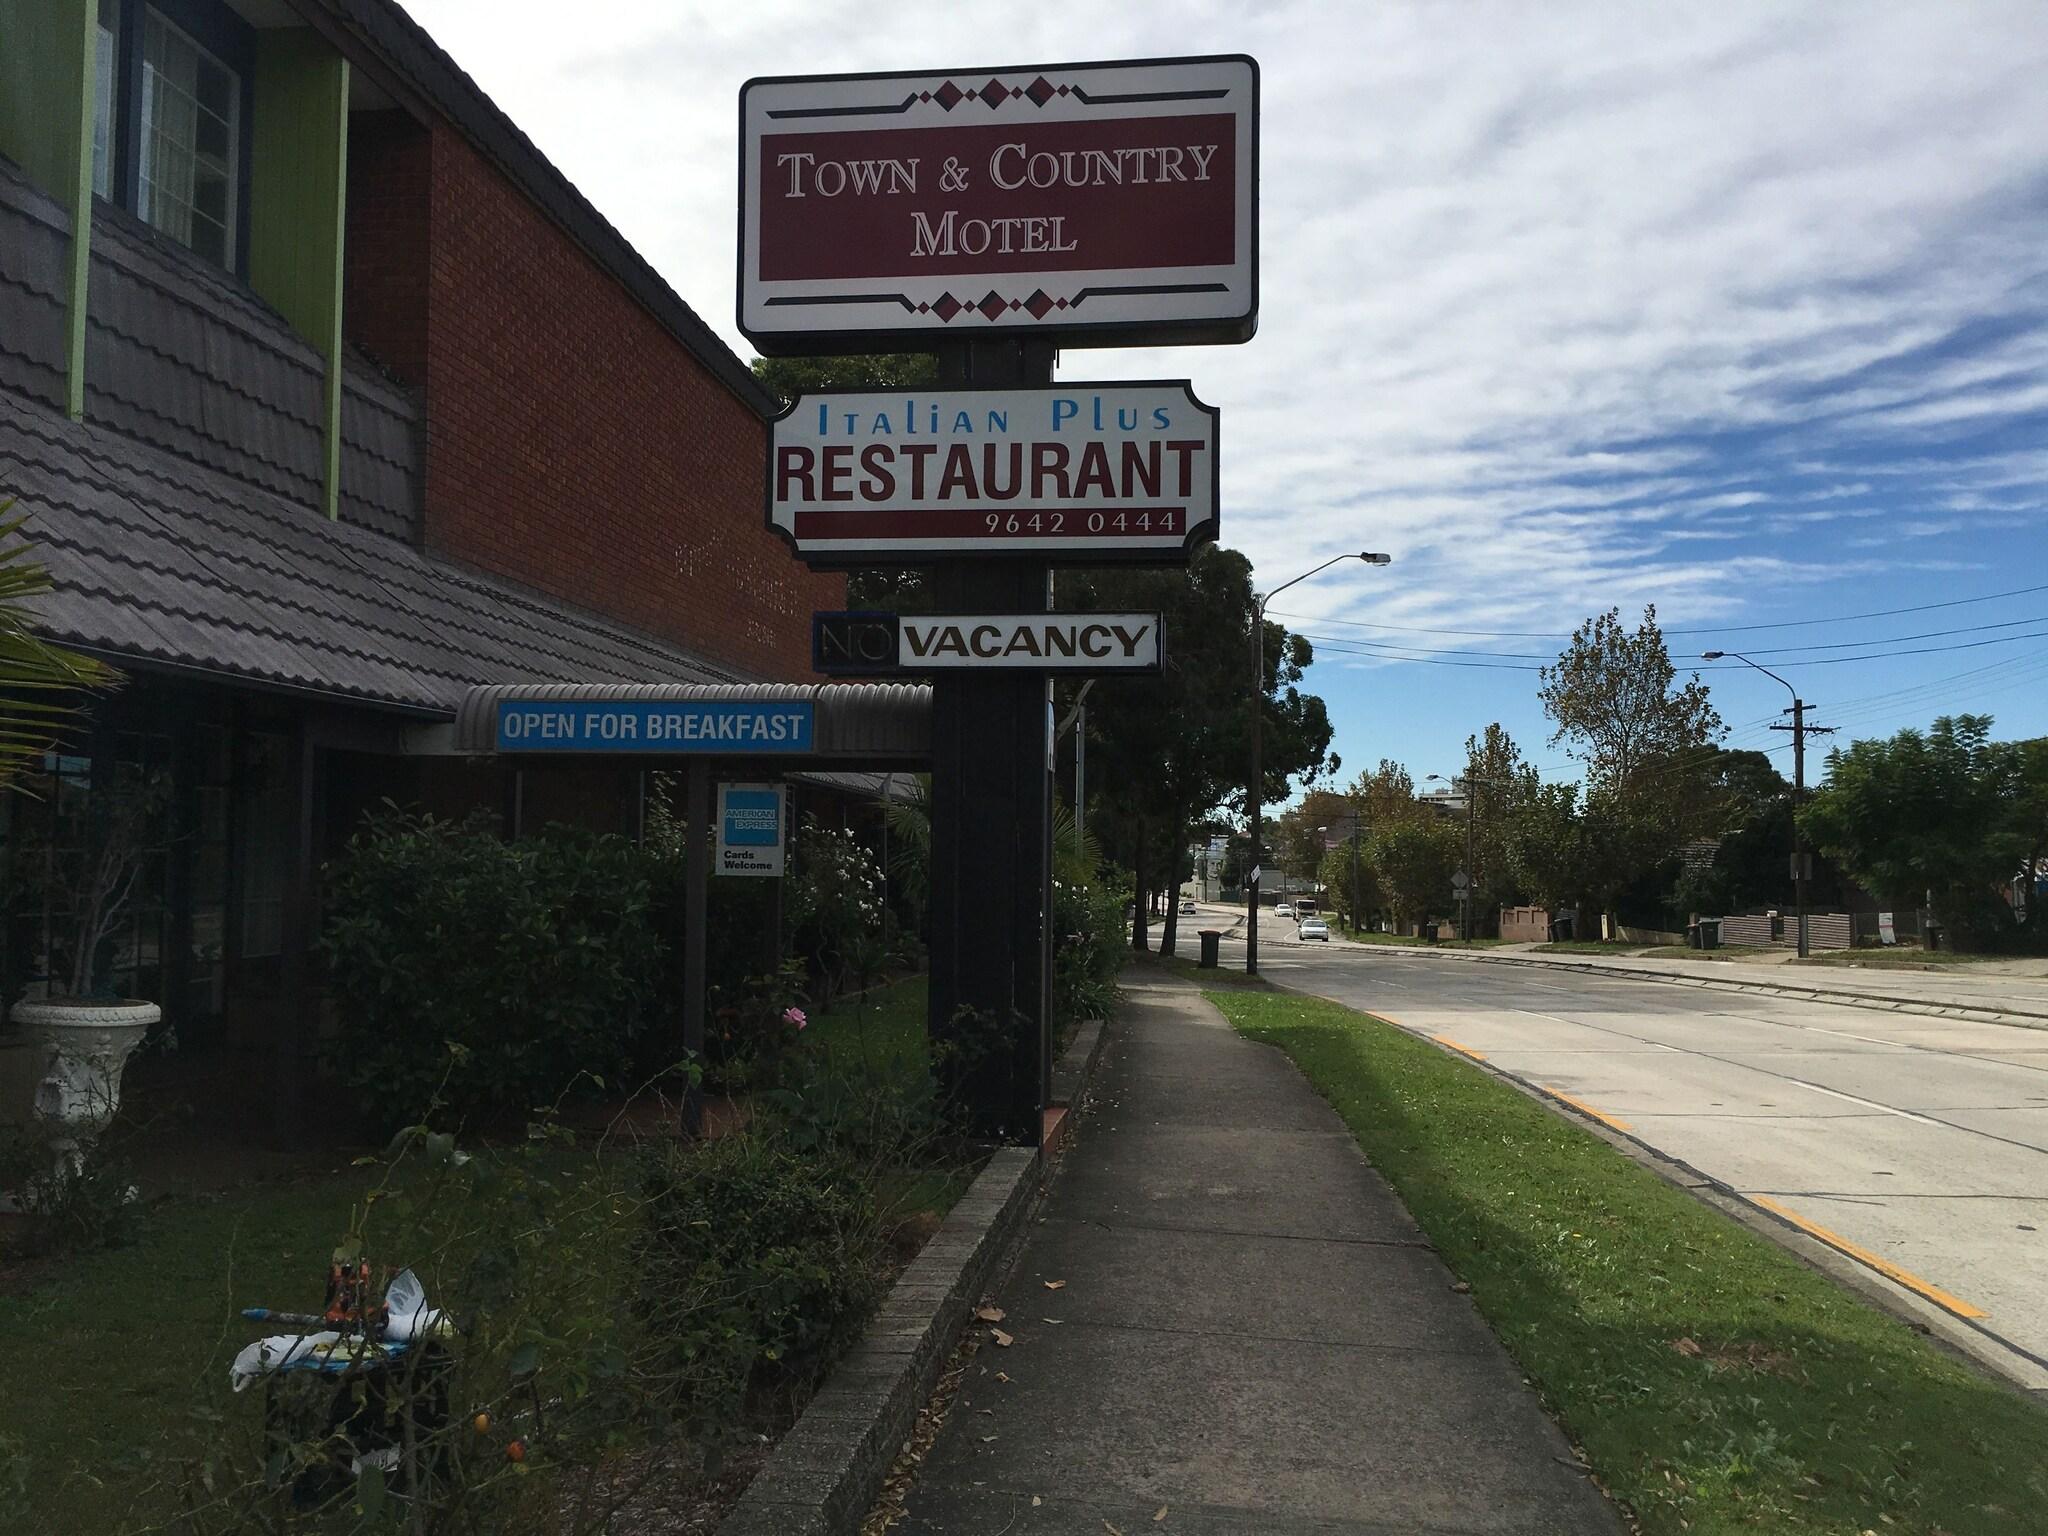 TOWN & COUNTRY
MOTEL
ITALIAN PLUS
RESTAURANT
9642 0444
NO VACANCY
OPEN FOR BREAKFAST
AMERICAN
EXPRESS
Cards
Welcome